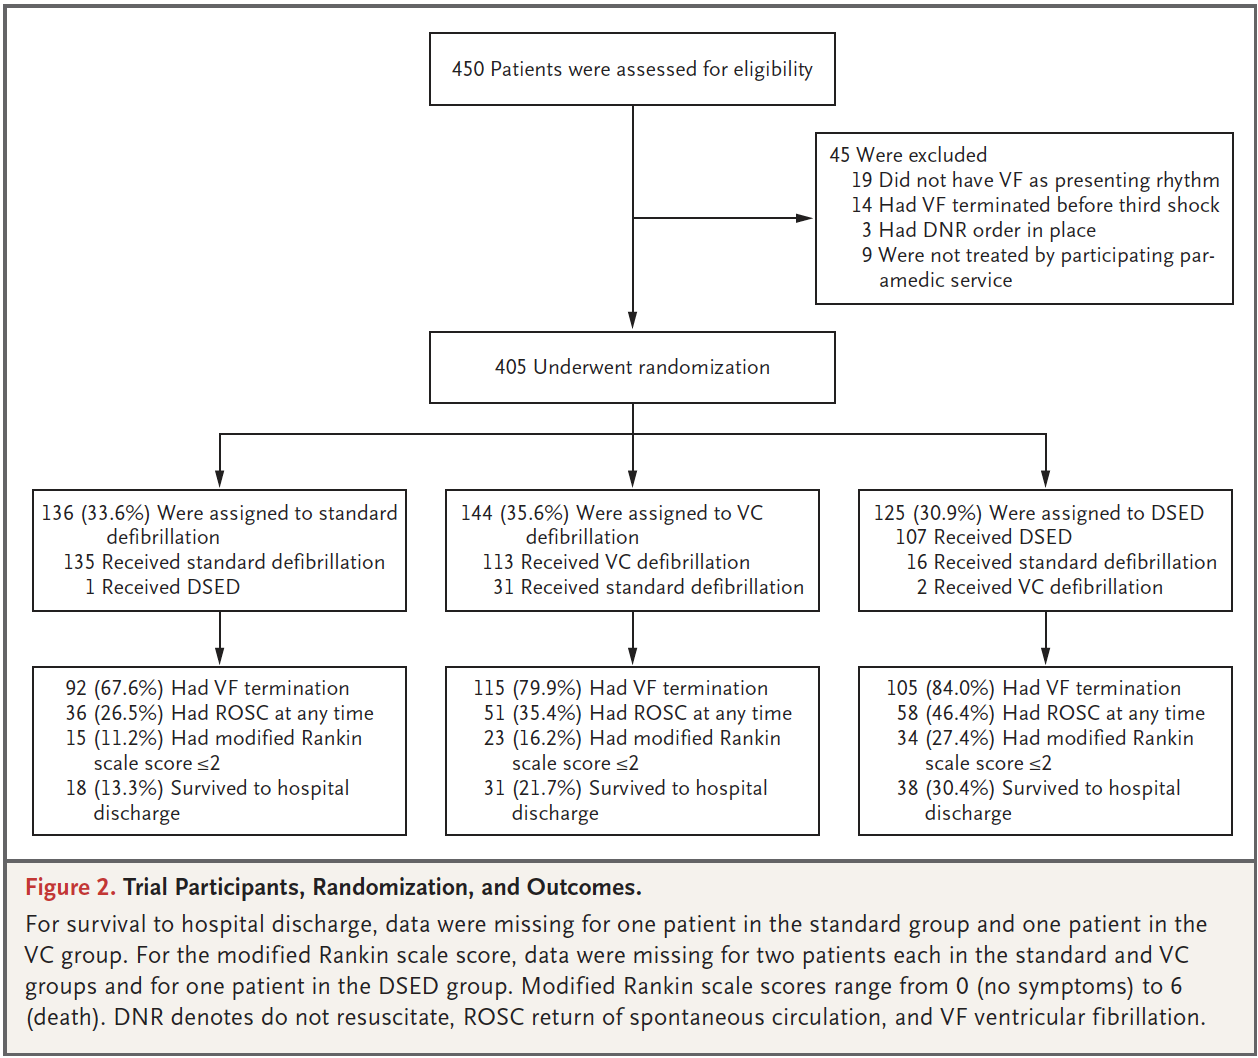 450 Patients were assessed for eligibility
45 Were excluded
19 Did not have VF as presenting rhythm
14 Had VF terminated before third shock
3 Had DNR order in place
9 Were not treated by participating par-
amedic service
405 Underwent randomization
136 (33.6%) Were assigned to standard
defibrillation
135 Received standard defibrillation
1 Received DSED
144 (35.6%) Were assigned to VC
defibrillation
113 Received VC defibrillation
31 Received standard defibrillation
125 (30.9%) Were assigned to DSED
107 Received DSED
16 Received standard defibrillation
2 Received VC defibrillation
92 (67.6%) Had VF termination
36 (26.5%) Had ROSC at any time
15 (11.2%) Had modified Rankin
scale score ≤2
18 (13.3%) Survived to hospital
discharge
115 (79.9%) Had VF termination
51 (35.4%) Had ROSC at any time
23 (16.2%) Had modified Rankin
scale score ≤2
31 (21.7%) Survived to hospital
discharge
105 (84.0%) Had VF termination
58 (46.4%) Had ROSC at any time
34 (27.4%) Had modified Rankin
scale score ≤2
38 (30.4%) Survived to hospital
discharge
Figure 2. Trial Participants, Randomization, and Outcomes.
For survival to hospital discharge, data were missing for one patient in the standard group and one patient in the
VC group. For the modified Rankin scale score, data were missing for two patients each in the standard and VC
groups and for one patient in the DSED group. Modified Rankin scale scores range from 0 (no symptoms) to 6
(death). DNR denotes do not resuscitate, ROSC return of spontaneous circulation, and VF ventricular fibrillation.